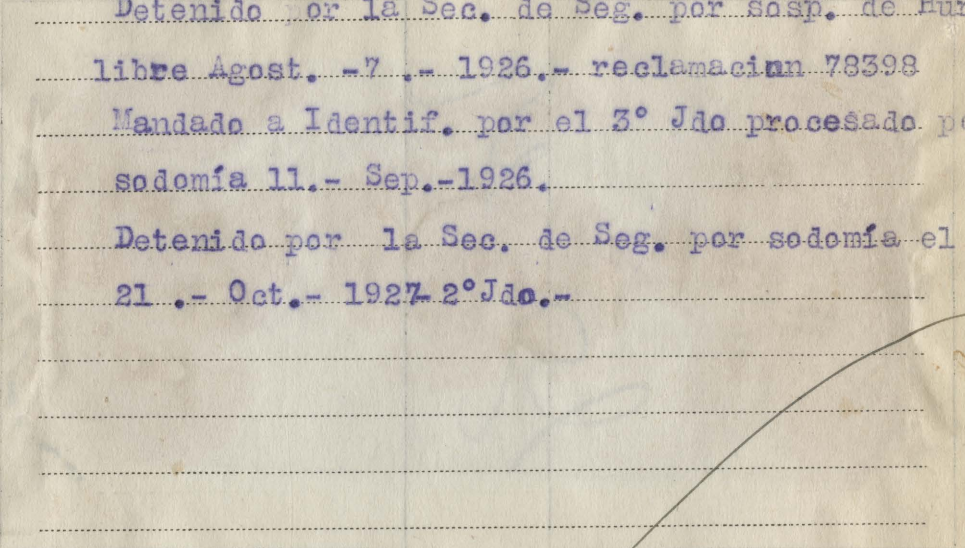 Detenido por la Sec. de Seg. por sosp. de Hur
libre Agost. -7 .- 1926.- reclamacinn 78398
Mandado a Identif. por el 3° Jdo procesado p
sodomía 11.- Sep.-1926.
Detenido por la Sec. de Seg. por sodomía el
21 .- Oct.- 1927- 2°Jdo.-